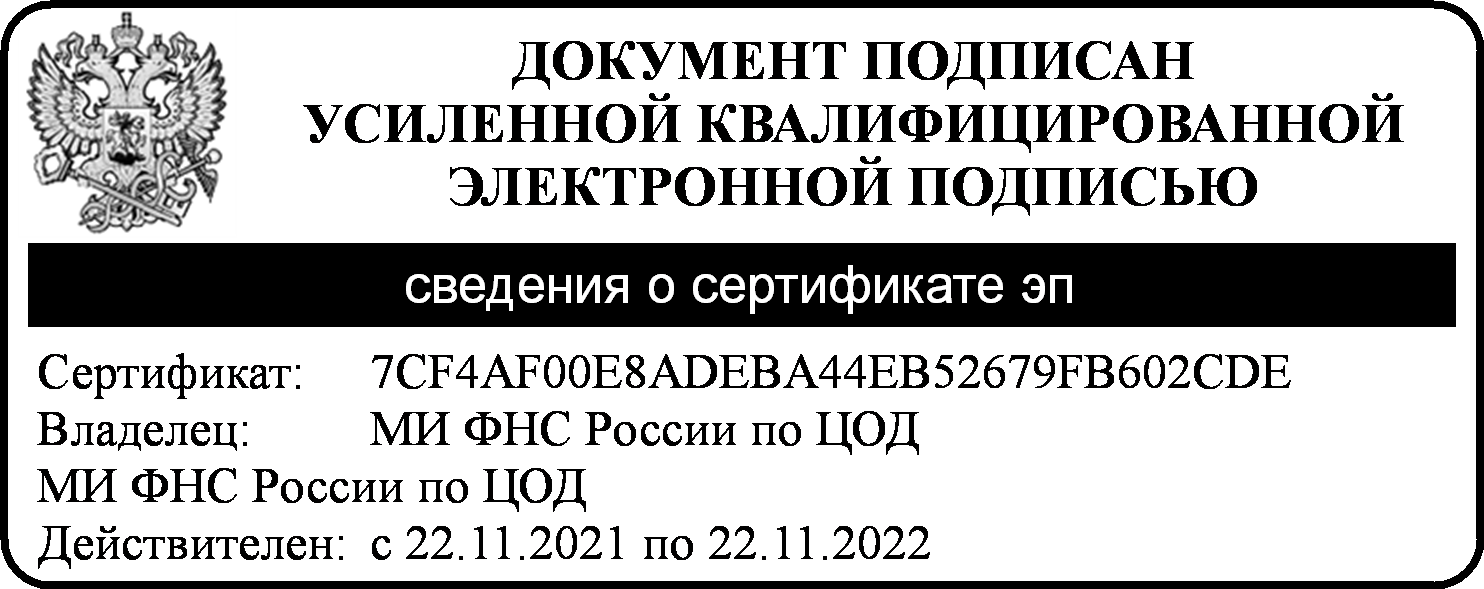 ДОКУМЕНТ ПОДПИСАН
УСИЛЕННОЙ КВАЛИФИЦИРОВАННОЙ
ЭЛЕКТРОННОЙ ПОДПИСЬЮ
сведения о сертификате эп
Сертификат: 7CF4AF00E8ADEBA44EB52679FB602CDE
Владелец: МИ ФНС России по ЦОД
МИ ФНС России по ЦОД
Действителен: с 22.11.2021 по 22.11.2022